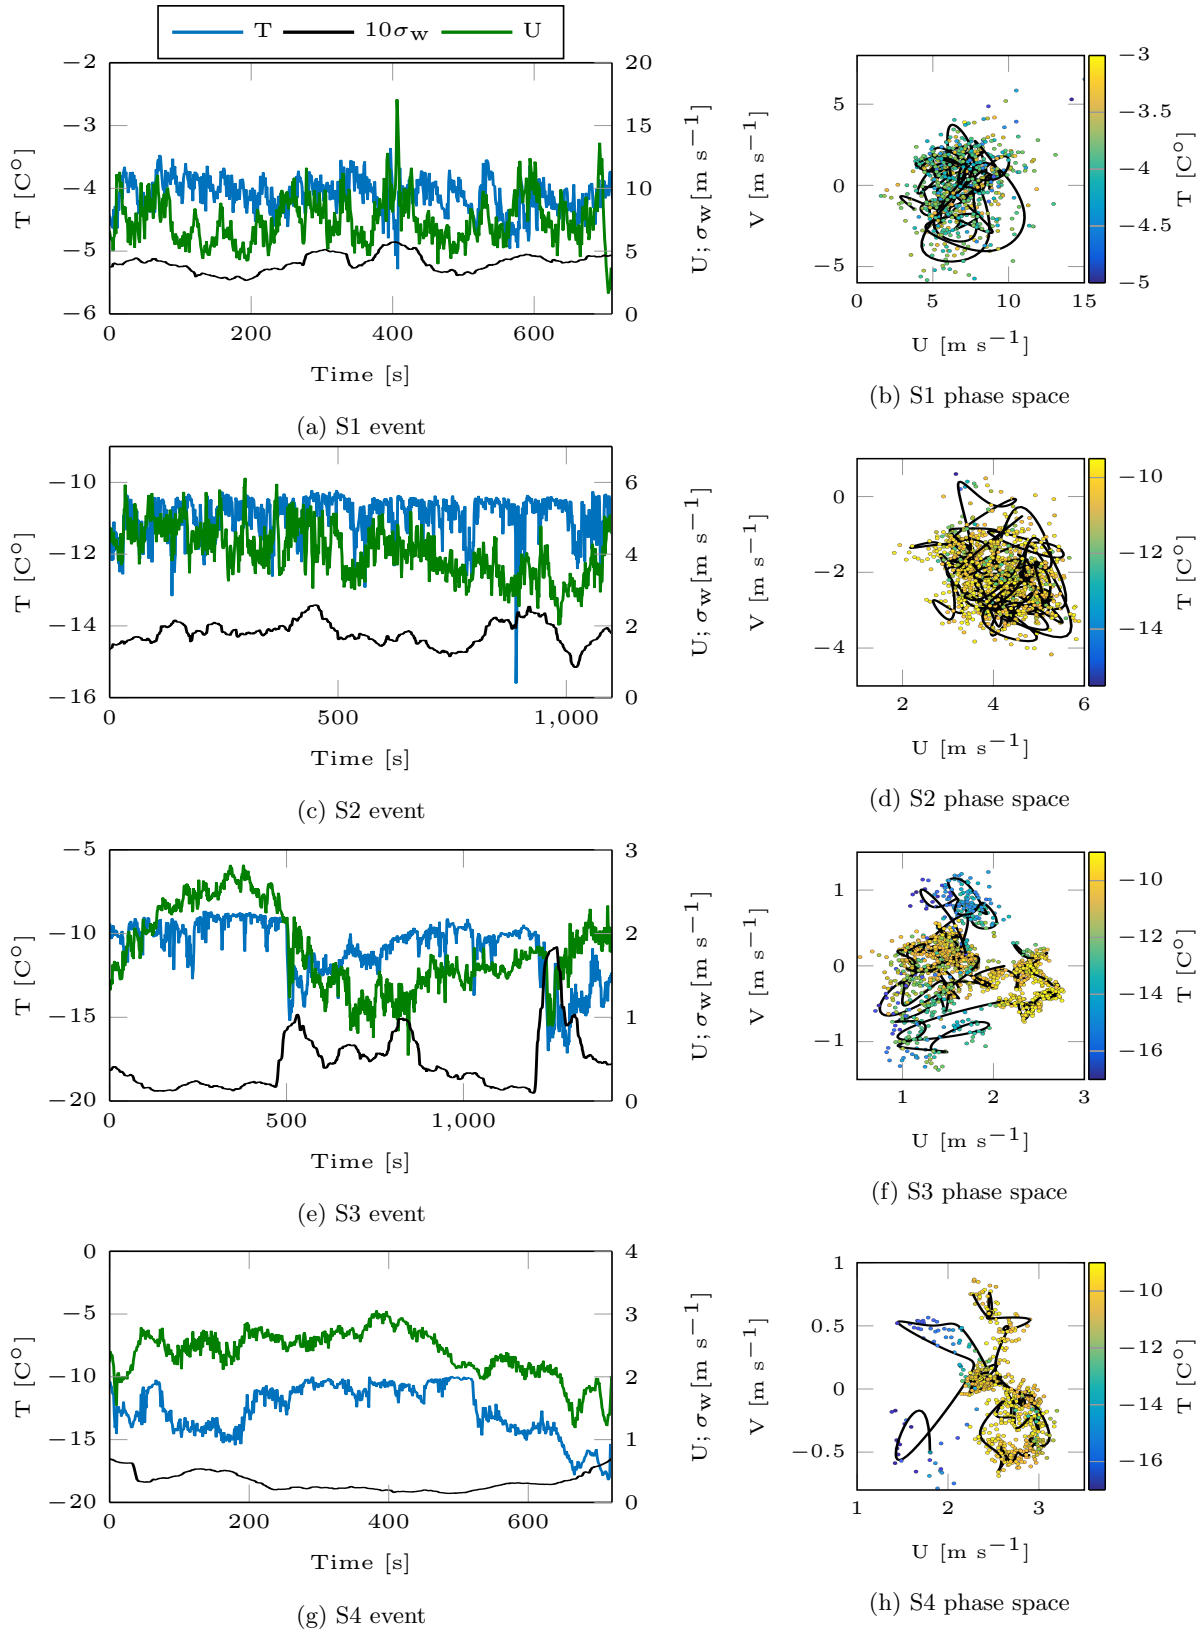 T 10σw U
−2 −3 −4 −5 −6
T [C°]
20 15 10 5 0
U; σw[m s−1]
0 200 400 600
Time [s]
(a) S1 event
5 0 −5
V [m s−1]
0 5 10 15
U [m s−1]
−3 −3.5 −4 −4.5 −5
T [C°]
(b) S1 phase space
−10 −12 −14 −16
T [C°]
6 4 2 0
U; σw[m s−1]
0 500 1,000
Time [s]
(c) S2 event
0 −2 −4
V [m s−1]
2 4 6
U [m s−1]
−10 −12 −14
T [C°]
(d) S2 phase space
−5 −10 −15 −20
T [C°]
3 2 1 0
U; σw[m s−1]
0 500 1,000
Time [s]
(e) S3 event
1 0 −1
V [m s−1]
1 2 3
U [m s−1]
−10 −12 −14 −16
T [C°]
(f) S3 phase space
0 −5 −10 −15 −20
T [C°]
4 3 2 1 0
U; σw[m s−1]
0 200 400 600
Time [s]
(g) S4 event
1 0.5 0 −0.5
V [m s−1]
1 2 3
U [m s−1]
−10 −12 −14 −16
T [C°]
(h) S4 phase space